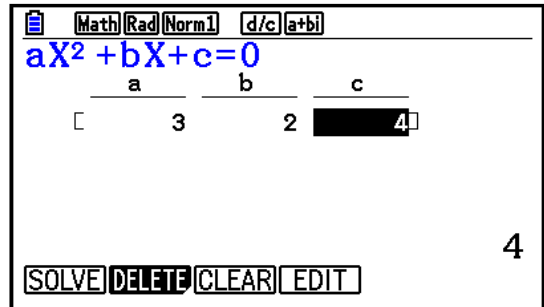 Math Rad Norm1 d/c a+bi
aX² +bX+c=0
a b c
[ 3 2 4]
4
SOLVE DELETE CLEAR EDIT